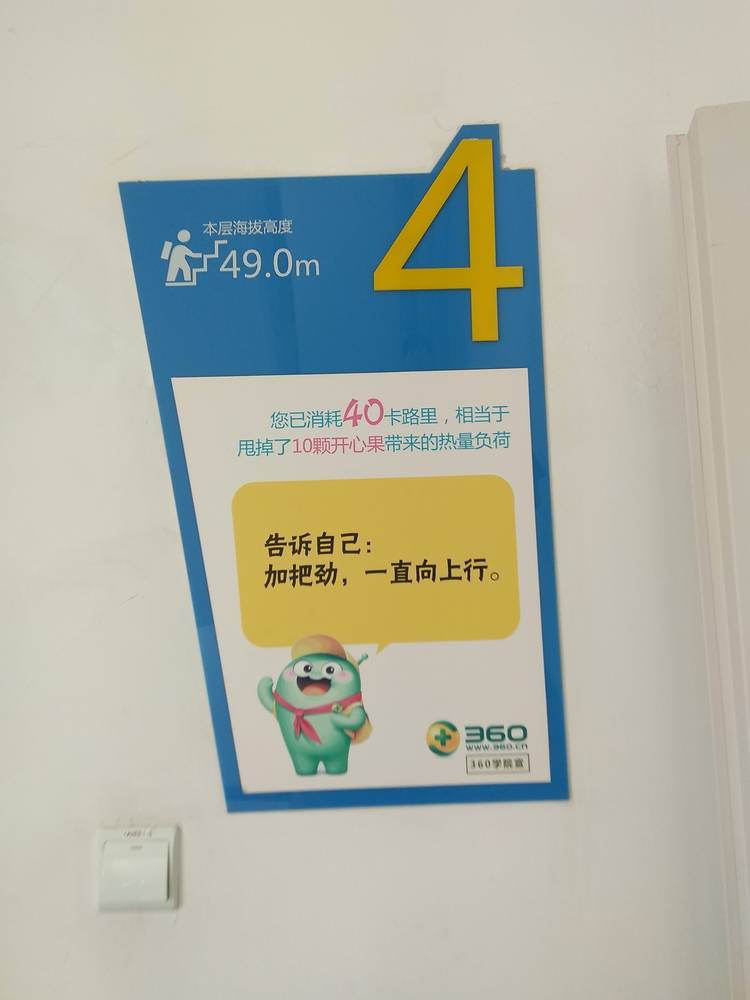 4
本层海拔高度
49.0m
您已消耗40卡路里，相当于
甩掉了10颗开心果带来的热量负荷
告诉自己：
加把劲，一直向上行。
360
www.360.cn
360学院宣